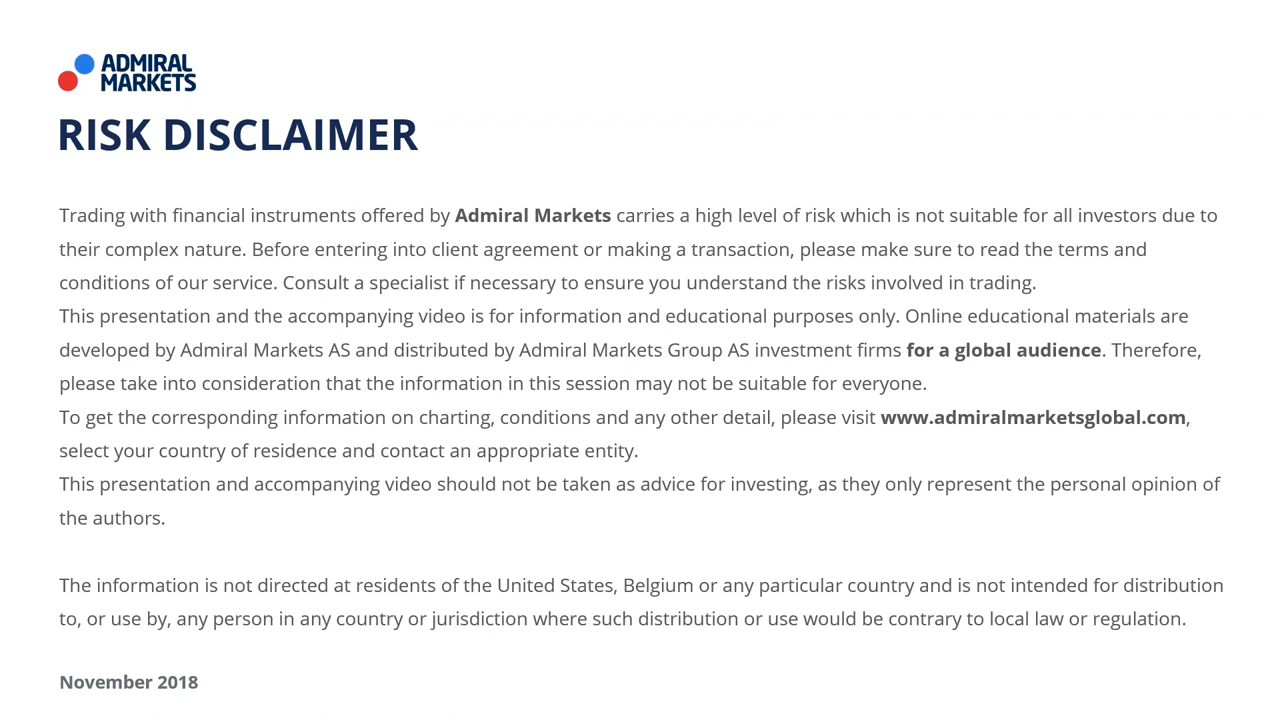 ADMIRAL
MARKETS
RISK DISCLAIMER
Trading with financial instruments offered by Admiral Markets carries a high level of risk which is not suitable for all investors due to
their complex nature. Before entering into client agreement or making a transaction, please make sure to read the terms and
conditions of our service. Consult a specialist if necessary to ensure you understand the risks involved in trading.
This presentation and the accompanying video is for information and educational purposes only. Online educational materials are
developed by Admiral Markets AS and distributed by Admiral Markets Group AS investment firms for a global audience. Therefore,
please take into consideration that the information in this session may not be suitable for everyone.
To get the corresponding information on charting, conditions and any other detail, please visit www.admiralmarketsglobal.com,
select your country of residence and contact an appropriate entity.
This presentation and accompanying video should not be taken as advice for investing, as they only represent the personal opinion of
the authors.
The information is not directed at residents of the United States, Belgium or any particular country and is not intended for distribution
to, or use by, any person in any country or jurisdiction where such distribution or use would be contrary to local law or regulation.
November 2018